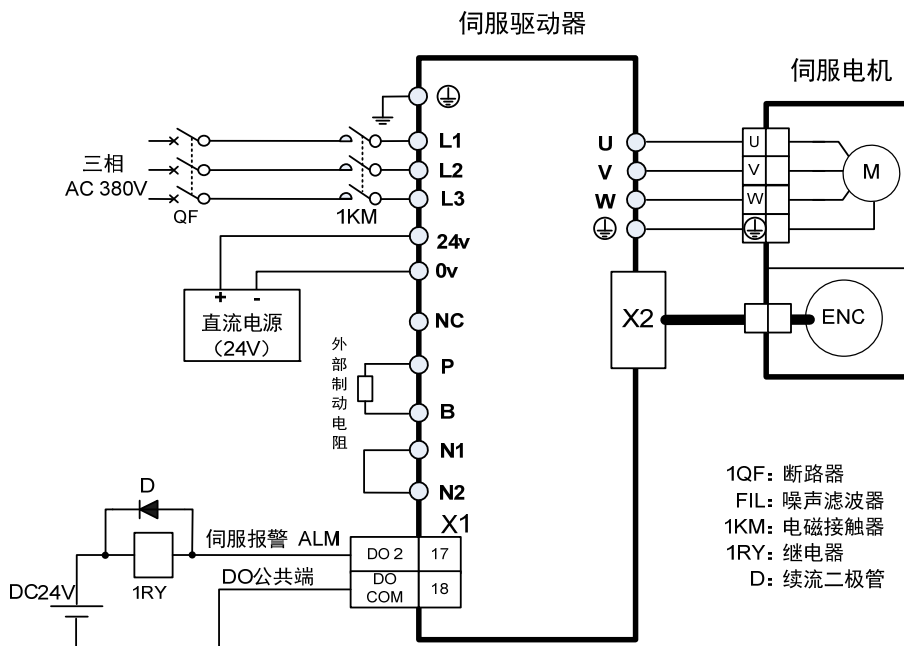 伺服驱动器
伺服电机
L1
L2
L3
三相
AC 380V
QF
1KM
24v
0v
+ -
直流电源
（24V）
NC
外部制动电阻
P
B
N1
N2
U
V
W
U
V
W
M
X2
ENC
D
伺服报警 ALM
X1
DO 2
17
DO公共端
DO
COM
18
DC24V
1RY
1QF：断路器
FIL：噪声滤波器
1KM：电磁接触器
1RY：继电器
D：续流二极管